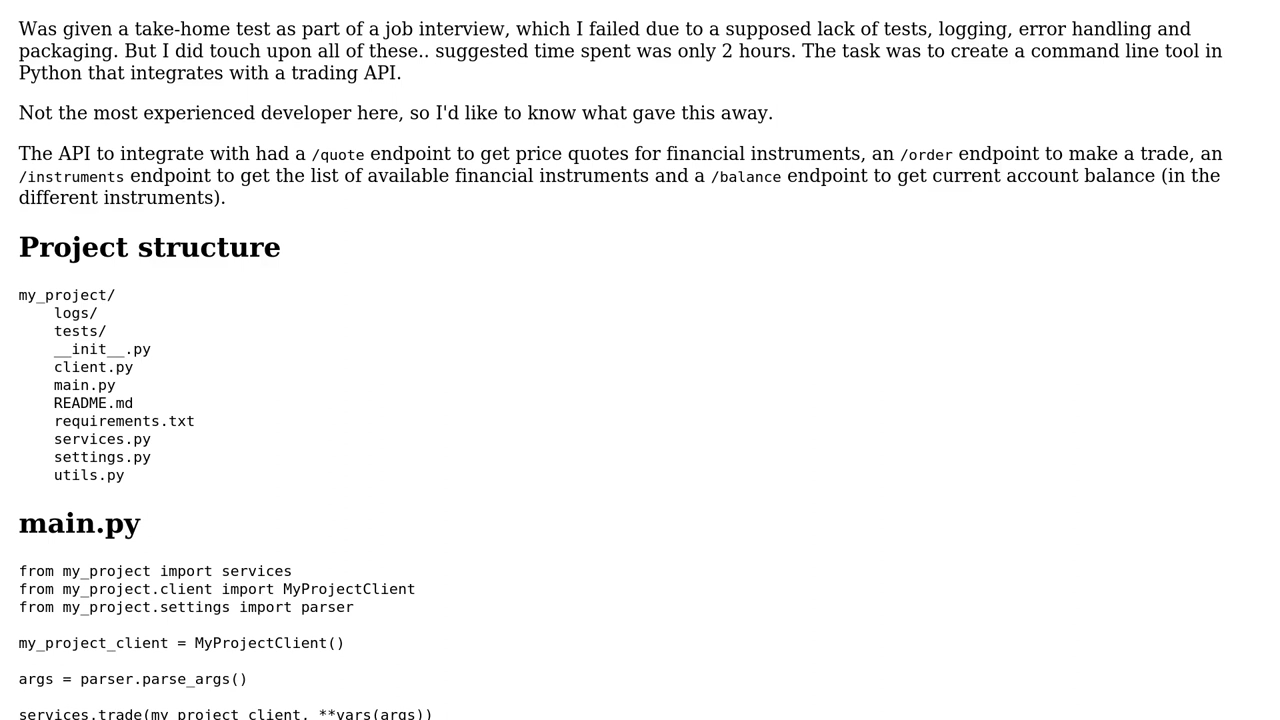 Was given a take-home test as part of a job interview, which I failed due to a supposed lack of tests, logging, error handling and
packaging. But I did touch upon all of these.. suggested time spent was only 2 hours. The task was to create a command line tool in
Python that integrates with a trading API.
Not the most experienced developer here, so I'd like to know what gave this away.
The API to integrate with had a /quote endpoint to get price quotes for financial instruments, an /order endpoint to make a trade, an
/instruments endpoint to get the list of available financial instruments and a /balance endpoint to get current account balance (in the
different instruments).
Project structure
my_project/
    logs/
    tests/
    __init__.py
    client.py
    main.py
    README.md
    requirements.txt
    services.py
    settings.py
    utils.py
main.py
from my_project import services
from my_project.client import MyProjectClient
from my_project.settings import parser
my_project_client = MyProjectClient()
args = parser.parse_args()
services.trade(my_project_client, **vars(args))